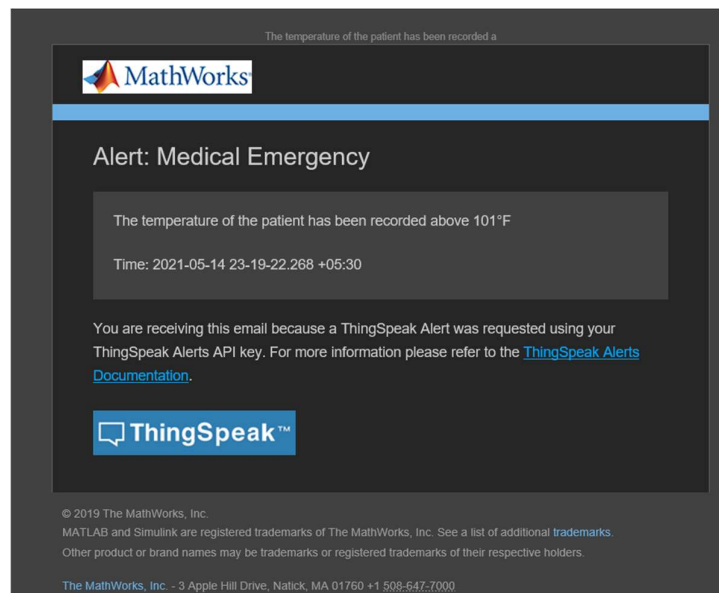 The temperature of the patient has been recorded a
MathWorks®
Alert: Medical Emergency
The temperature of the patient has been recorded above 101°F
Time: 2021-05-14 23-19-22.268 +05:30
You are receiving this email because a ThingSpeak Alert was requested using your
ThingSpeak Alerts API key. For more information please refer to the ThingSpeak Alerts
Documentation.
ThingSpeak™
© 2019 The MathWorks, Inc.
MATLAB and Simulink are registered trademarks of The MathWorks, Inc. See a list of additional trademarks.
Other product or brand names may be trademarks or registered trademarks of their respective holders.
The MathWorks, Inc. - 3 Apple Hill Drive, Natick, MA 01760 +1 508-647-7000